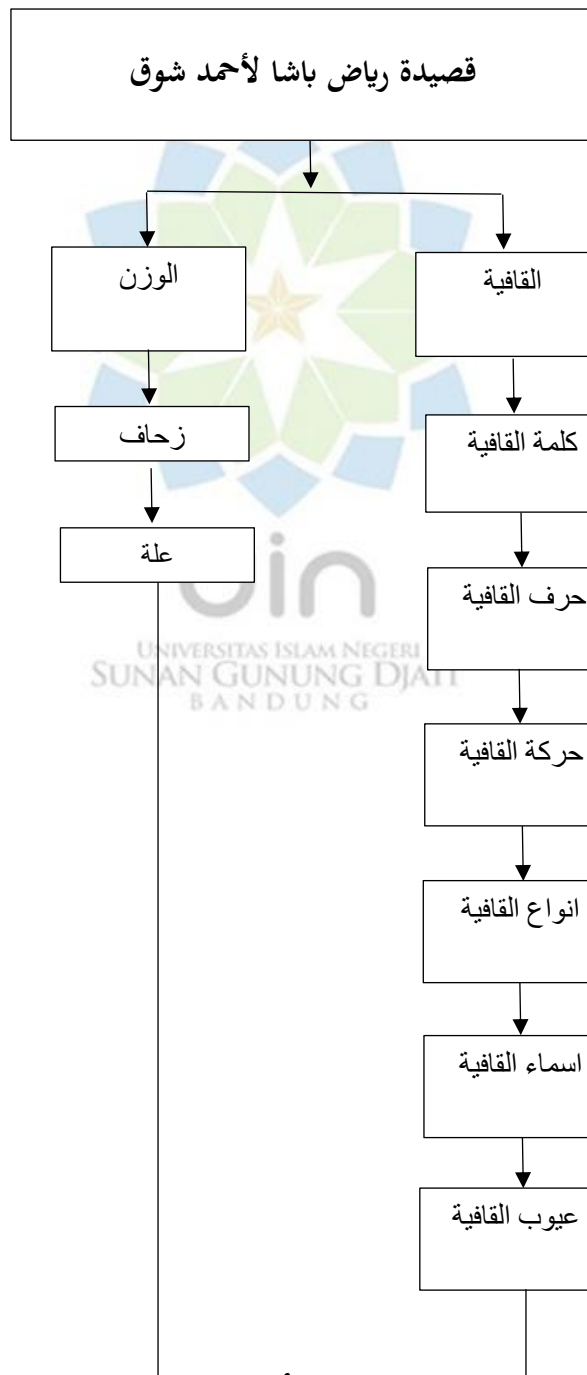 قصيدة رياض باشا لأحمد شوق
الوزن
القافية
زحاف
كلمة القافية
علة
حرف القافية
uin
UNIVERSITAS ISLAM NEGERI
SUNAN GUNUNG DJATI
BANDUNG
حركة القافية
انواع القافية
اسماء القافية
عيوب القافية